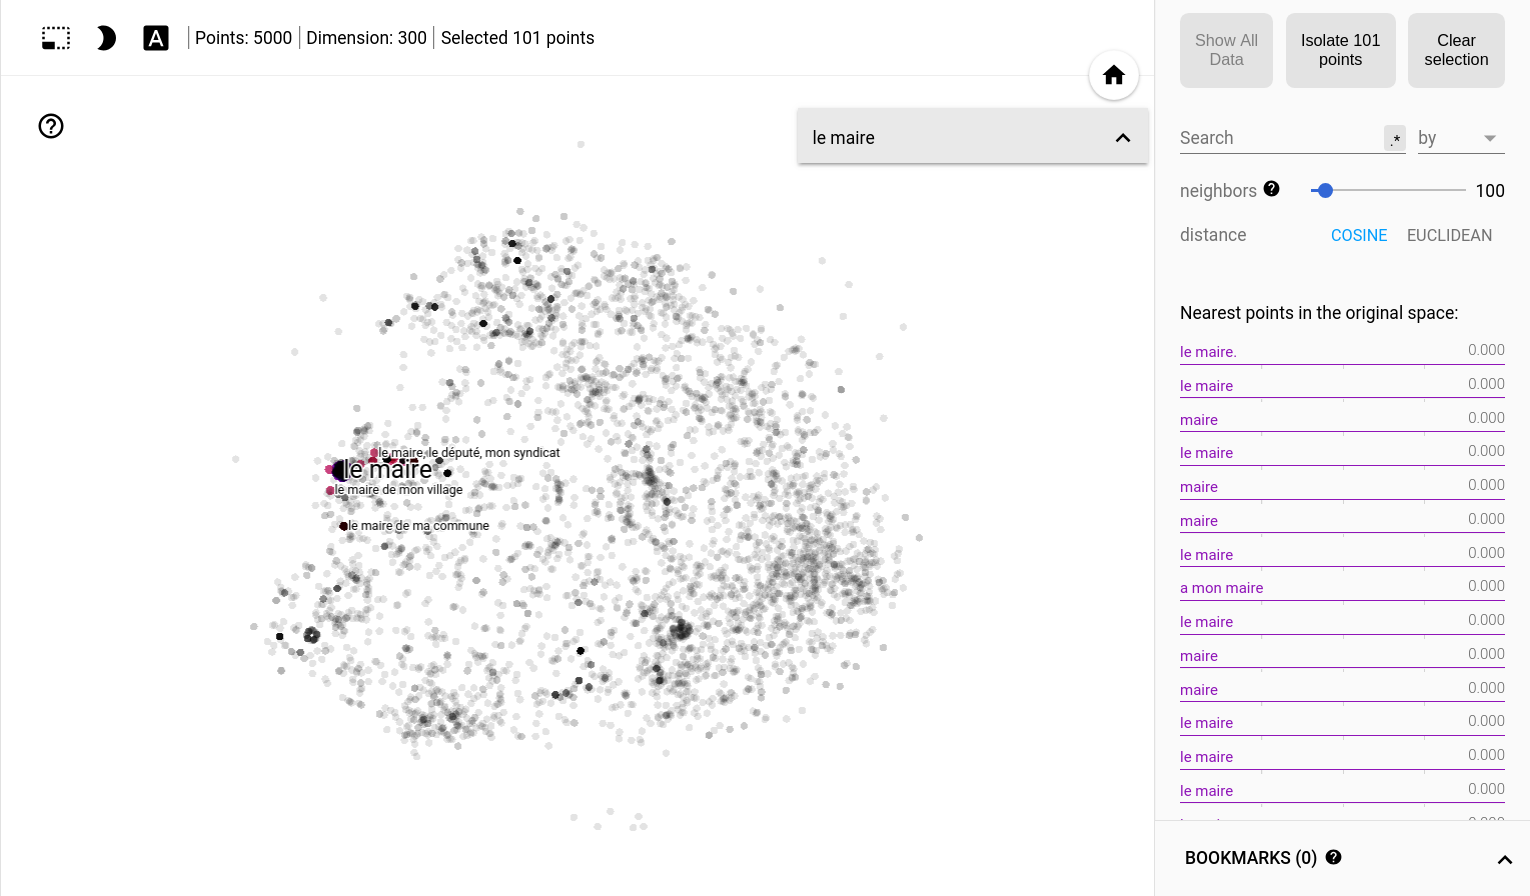 A
Points: 5000
Dimension: 300
Selected 101 points
le maire
le maire, le député, mon syndicat
le maire
le maire de mon village
le maire de ma commune
Show All
Data
Isolate 101
points
Clear
selection
Search
.*
by
neighbors
100
distance
COSINE
EUCLIDEAN
Nearest points in the original space:
le maire. 0.000
le maire 0.000
maire 0.000
le maire 0.000
maire 0.000
maire 0.000
le maire 0.000
a mon maire 0.000
le maire 0.000
maire 0.000
maire 0.000
le maire 0.000
le maire 0.000
le maire 0.000
BOOKMARKS (0)